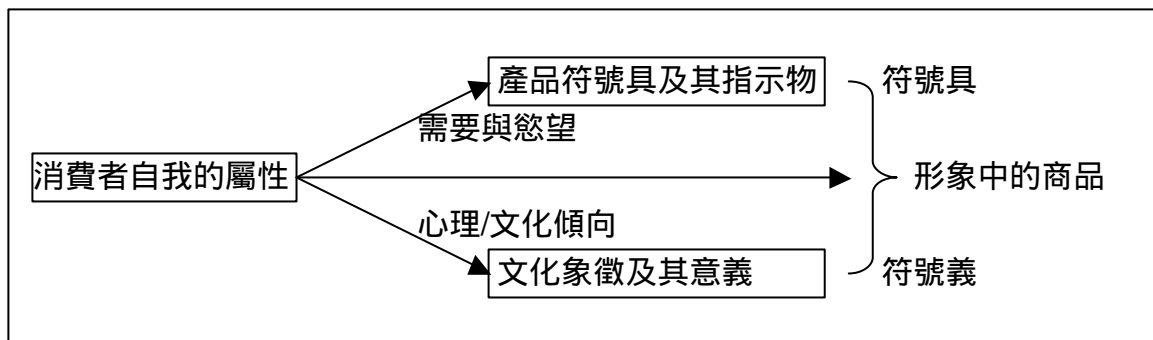 產品符號具及其指示物 符號具
需要與慾望
消費者自我的屬性 形象中的商品
心理/文化傾向
文化象徵及其意義 符號義